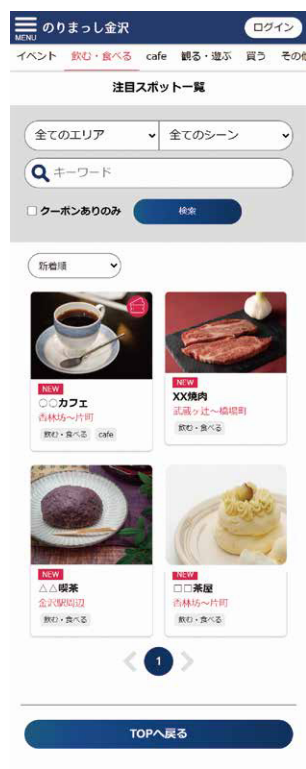 のりまっし金沢
ログイン
MENU
イベント 飲む・食べる cafe 観る・遊ぶ 買う その他
注目スポット一覧
全てのエリア 全てのシーン
キーワード
クーポンありのみ 検索
新着順
NEW
〇〇カフェ
香林坊～片町
飲む・食べる cafe
NEW
XX焼肉
武蔵ヶ辻～橋場町
飲む・食べる
NEW
△△喫茶
金沢駅周辺
飲む・食べる
NEW
□□茶屋
香林坊～片町
飲む・食べる
1
TOPへ戻る